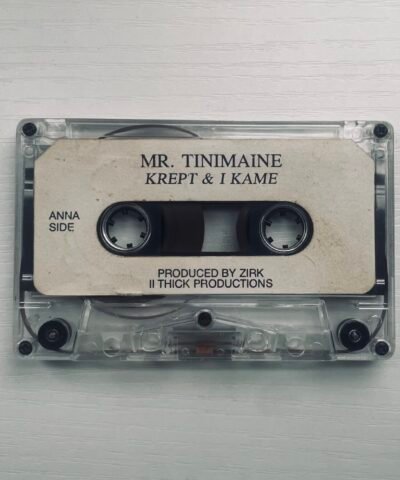 MR. TINIMAINE
KREPT & I KAME
ANNA
SIDE
PRODUCED BY ZIRK
II THICK PRODUCTIONS